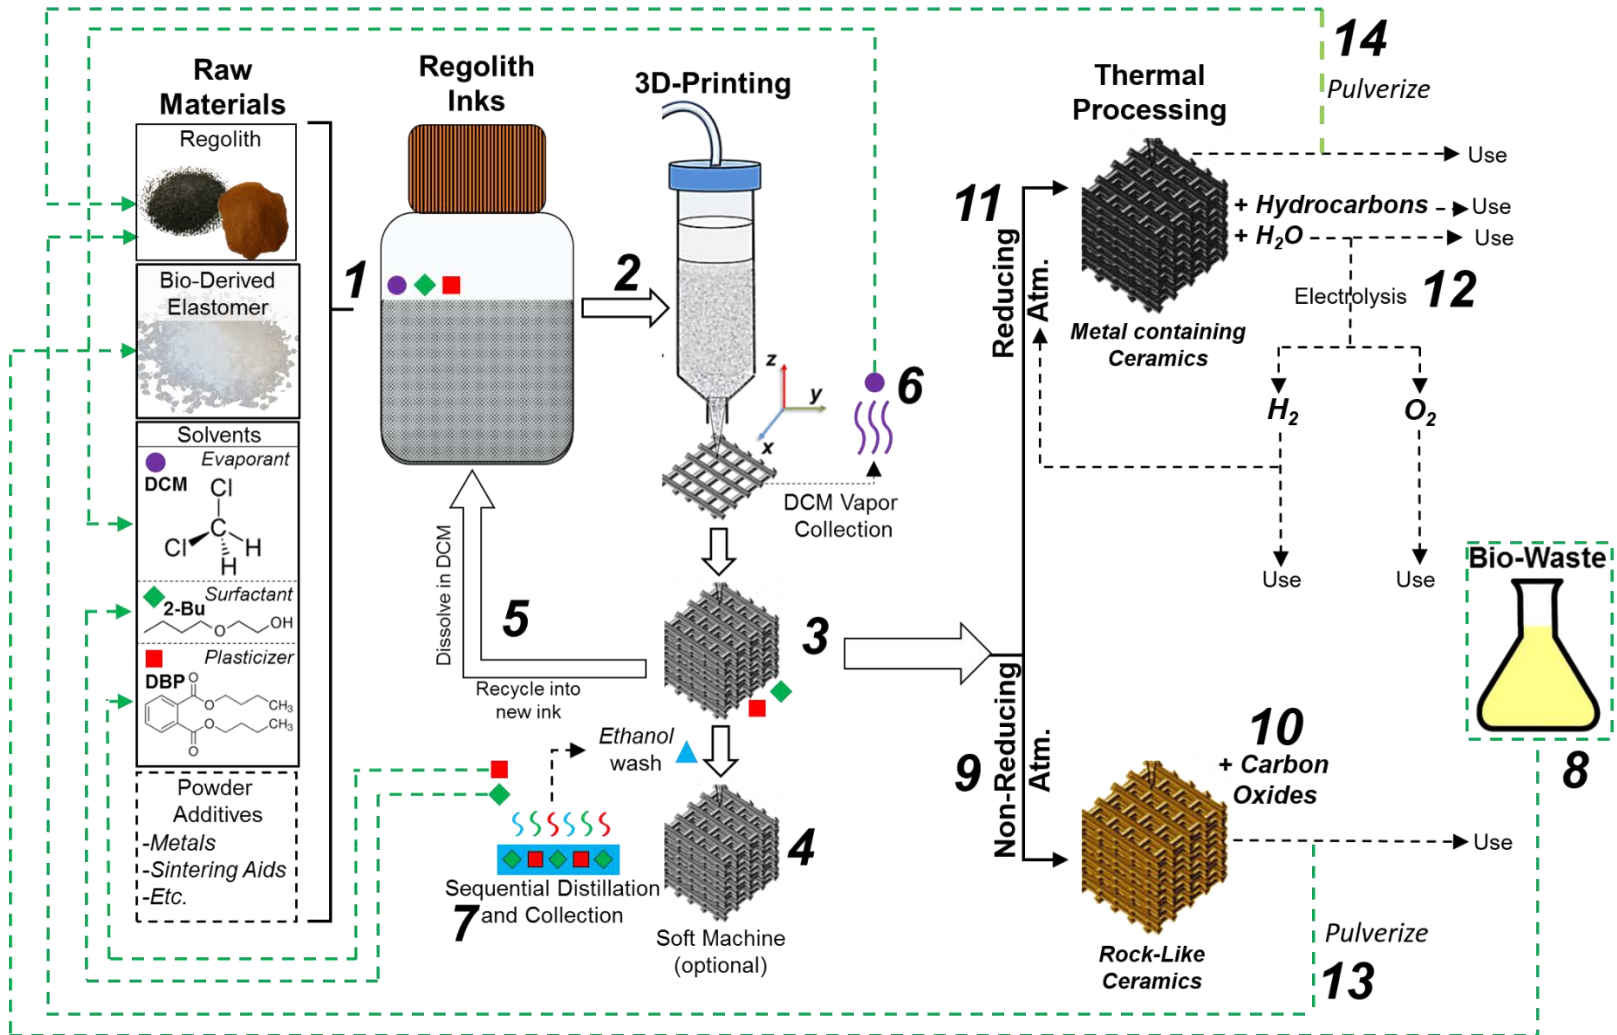 Raw
Materials
Regolith
Bio-Derived
Elastomer
Solvents
Evaporant
DCM
Cl
C
Cl
H
H
Surfactant
2-Bu
O
OH
Plasticizer
DBP
O
O
CH3
O
CH3
O
Powder
Additives
-Metals
-Sintering Aids
-Etc.
1
Regolith
Inks
2
3D-Printing
z
y
x
6
DCM Vapor
Collection
Dissolve in DCM
5
Recycle into
new ink
3
Ethanol
wash
4
Soft Machine
(optional)
Sequential Distillation
7 and Collection
Thermal
Processing
14
Pulverize
Use
11
Reducing
Atm.
+ Hydrocarbons
Use
+ H2O
Use
Metal containing
Ceramics
Electrolysis
12
H2
O2
Use
Use
9
Non-Reducing
Atm.
10
+ Carbon
Oxides
Use
Rock-Like
Ceramics
Pulverize
13
Bio-Waste
8